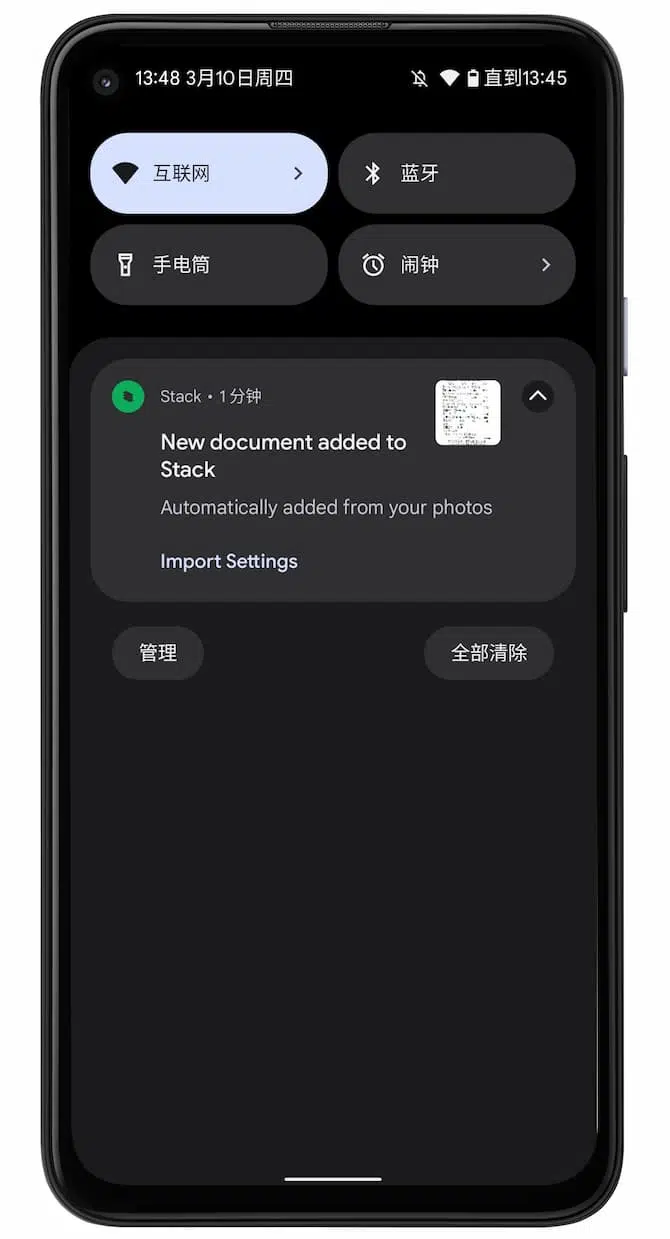 13:48 3月10日周四 直到13:45
互联网 蓝牙
手电筒 闹钟
Stack • 1 分钟
New document added to
Stack
Automatically added from your photos
Import Settings
管理 全部清除